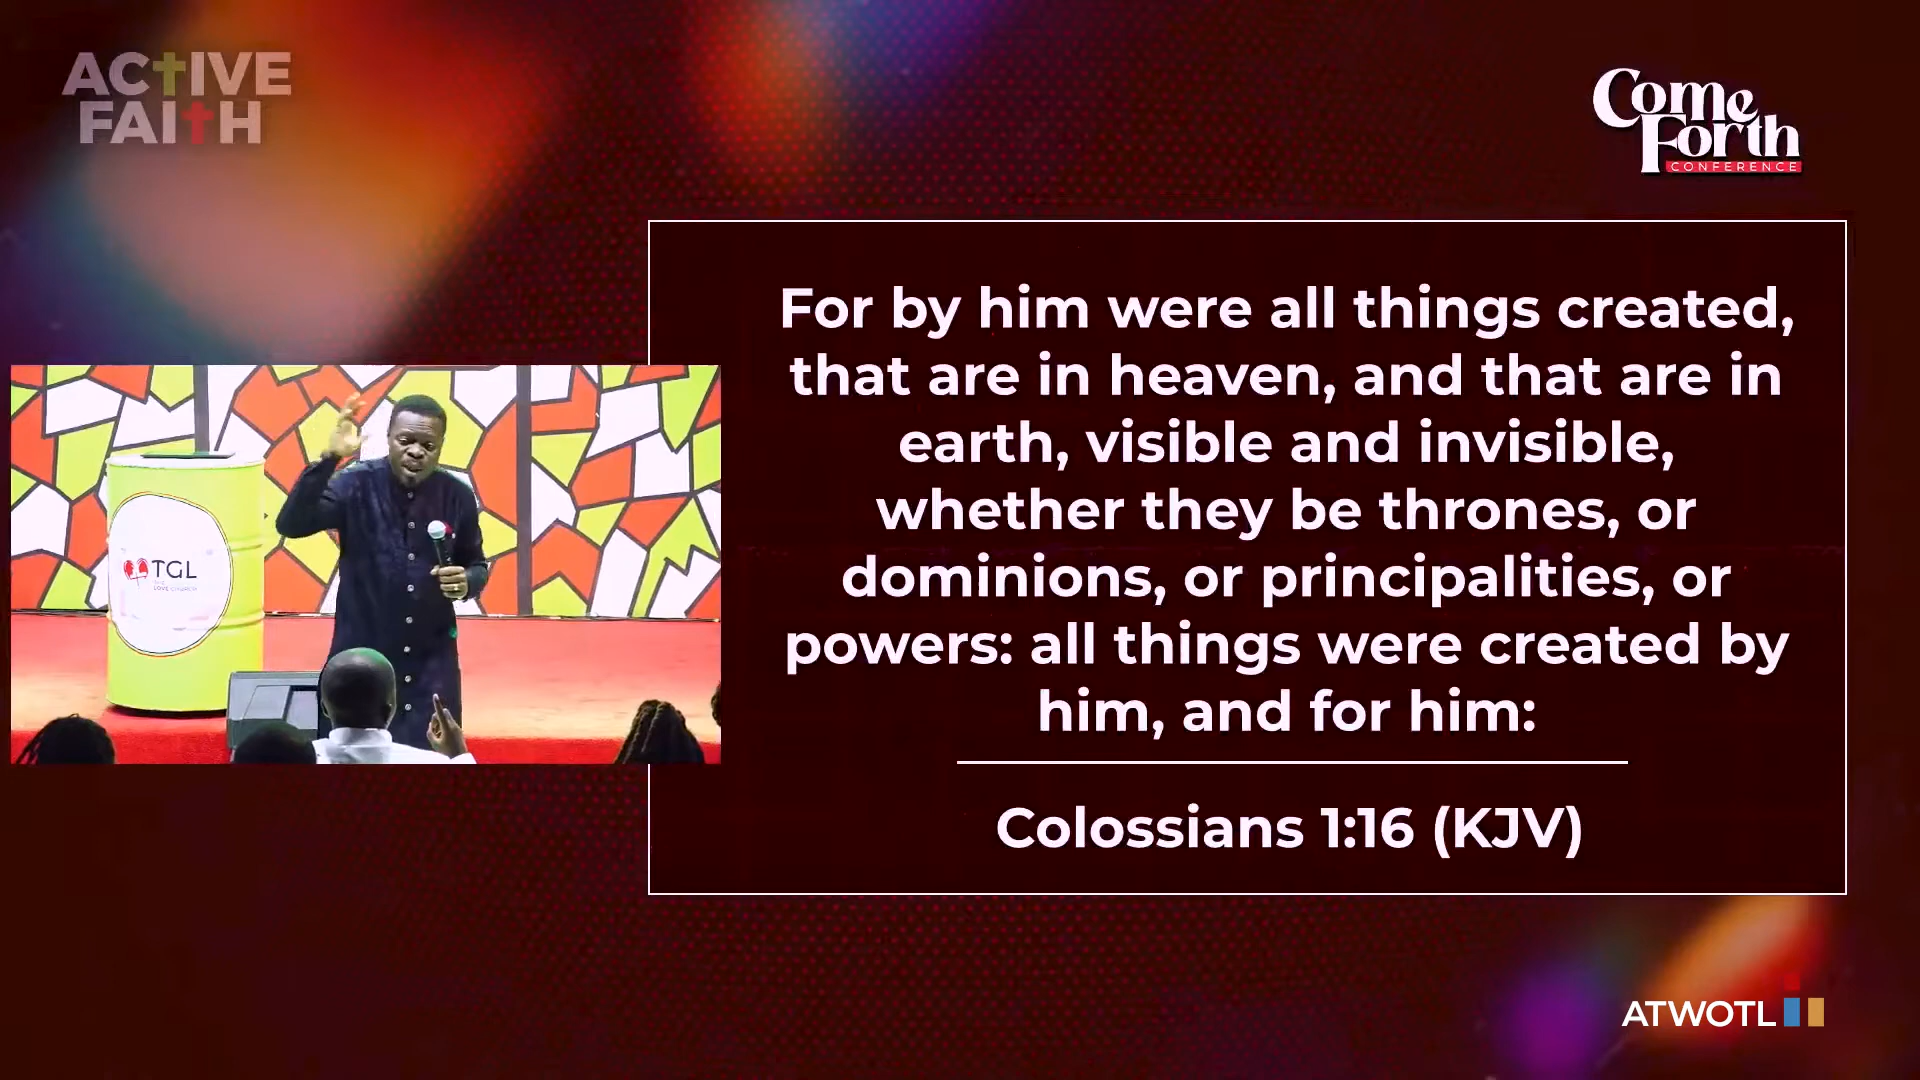 ACTIVE
FAITH
Come
Forth
CONFERENCE
For by him were all things created,
that are in heaven, and that are in
earth, visible and invisible,
whether they be thrones, or
dominions, or principalities, or
powers: all things were created by
him, and for him:
Colossians 1:16 (KJV)
TGL
LOVE CHURCH
ATWOTL